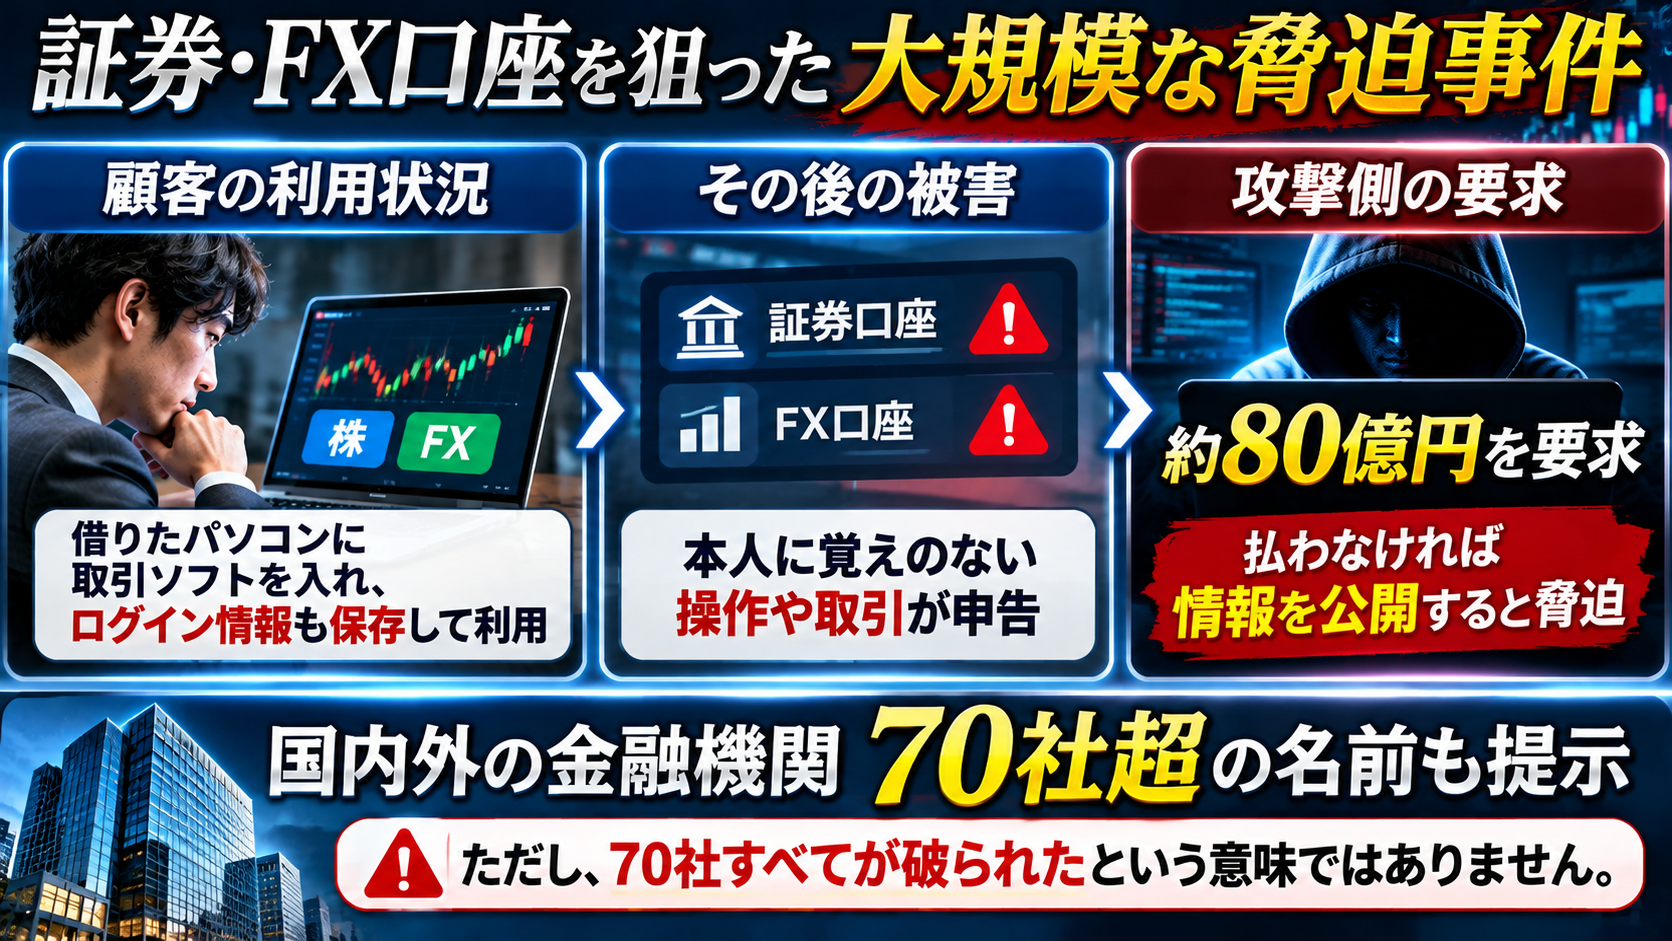 証券・FX口座を狙った大規模な脅迫事件
顧客の利用状況
株
FX
借りたパソコンに
取引ソフトを入れ、
ログイン情報も保存して利用
その後の被害
証券口座
FX口座
本人に覚えのない
操作や取引が申告
攻撃側の要求
約80億円を要求
払わなければ
情報を公開すると脅迫
国内外の金融機関70社超の名前も提示
ただし、70社すべてが破られたという意味ではありません。